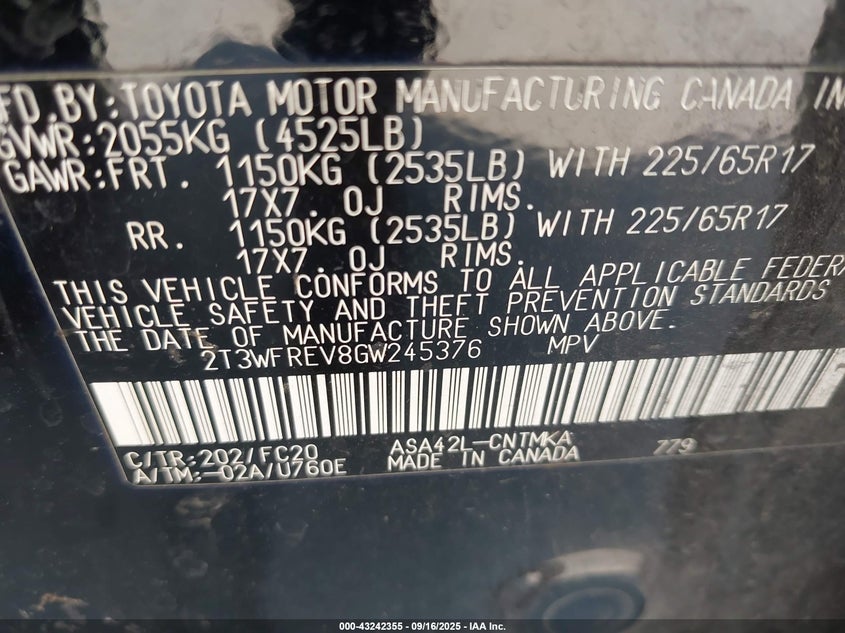 FD.BY:TOYOTA MOTOR MANUFACTURING CANADA IN
GVWR:2055KG (4525LB)
GAWR:FRT. 1150KG (2535LB) WITH 225/65R17
17X7.0J RIMS.
RR. 1150KG (2535LB) WITH 225/65R17
17X7.0J RIMS.
THIS VEHICLE CONFORMS TO ALL APPLICABLE FEDERA
VEHICLE SAFETY AND THEFT PREVENTION STANDARDS
THE DATE OF MANUFACTURE SHOWN ABOVE.
2T3WFREV8GW245376 MPV
C/TR:202/FC20 ASA42L-CNTMKA 779
A/TM:-02A/U760E MADE IN CANADA
000-43242355 - 09/16/2025 - IAA Inc.